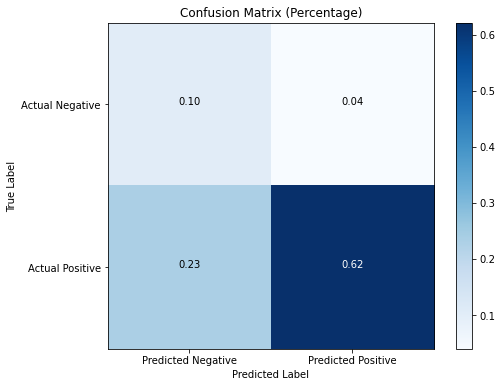 Confusion Matrix (Percentage)
Actual Negative
0.10
0.04
Actual Positive
0.23
0.62
True Label
Predicted Negative
Predicted Positive
Predicted Label
0.6
0.5
0.4
0.3
0.2
0.1